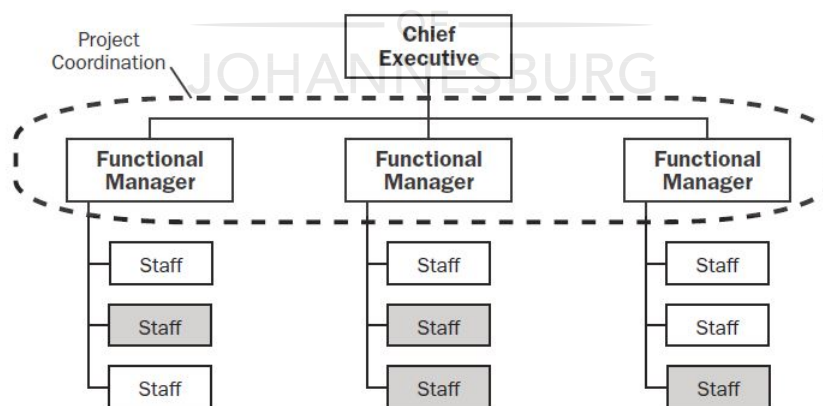 OF
JOHANNESBURG
Project
Coordination
Chief
Executive
Functional
Manager
Functional
Manager
Functional
Manager
Staff
Staff
Staff
Staff
Staff
Staff
Staff
Staff
Staff